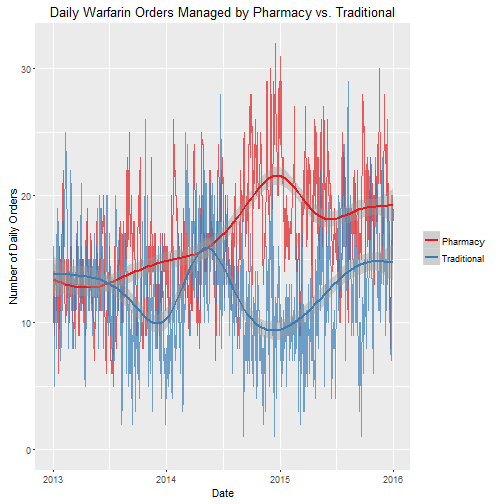 Daily Warfarin Orders Managed by Pharmacy vs. Traditional
30
20
10
0
Number of Daily Orders
2013
2014
2015
2016
Date
Pharmacy
Traditional